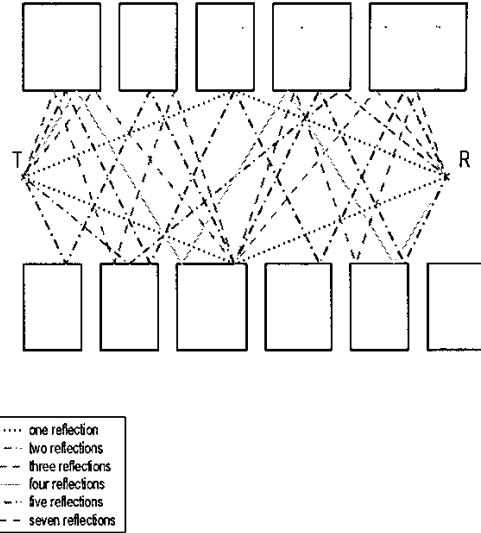 T
R
one reflection
two reflections
three reflections
four reflections
five reflections
seven reflections